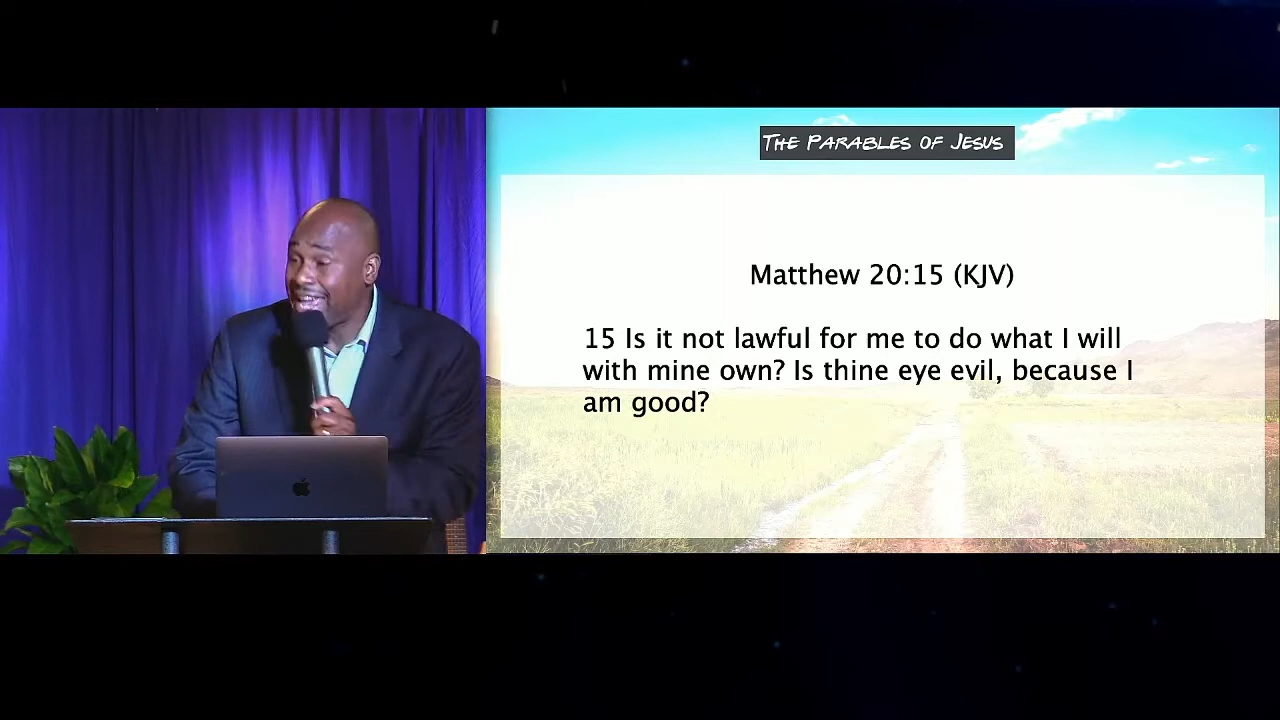 The Parables of Jesus
Matthew 20:15 (KJV)
15 Is it not lawful for me to do what I will
with mine own? Is thine eye evil, because I
am good?